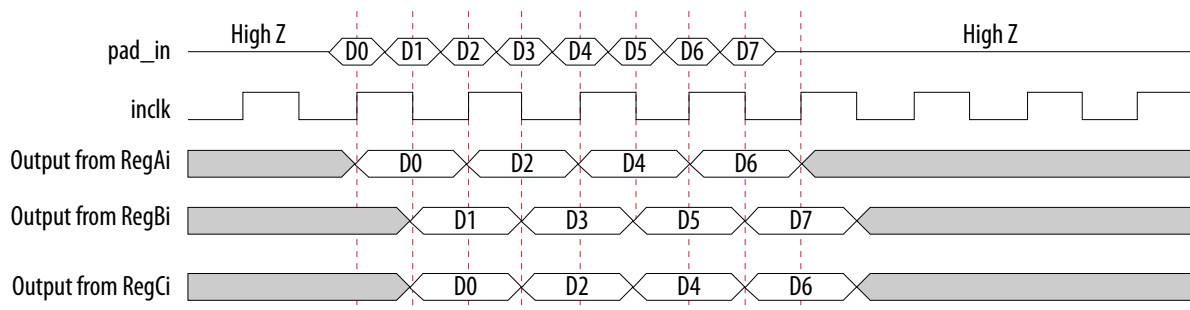 High Z High Z
pad_in D0 D1 D2 D3 D4 D5 D6 D7
inclk
Output from RegAi D0 D2 D4 D6
Output from RegBi D1 D3 D5 D7
Output from RegCi D0 D2 D4 D6